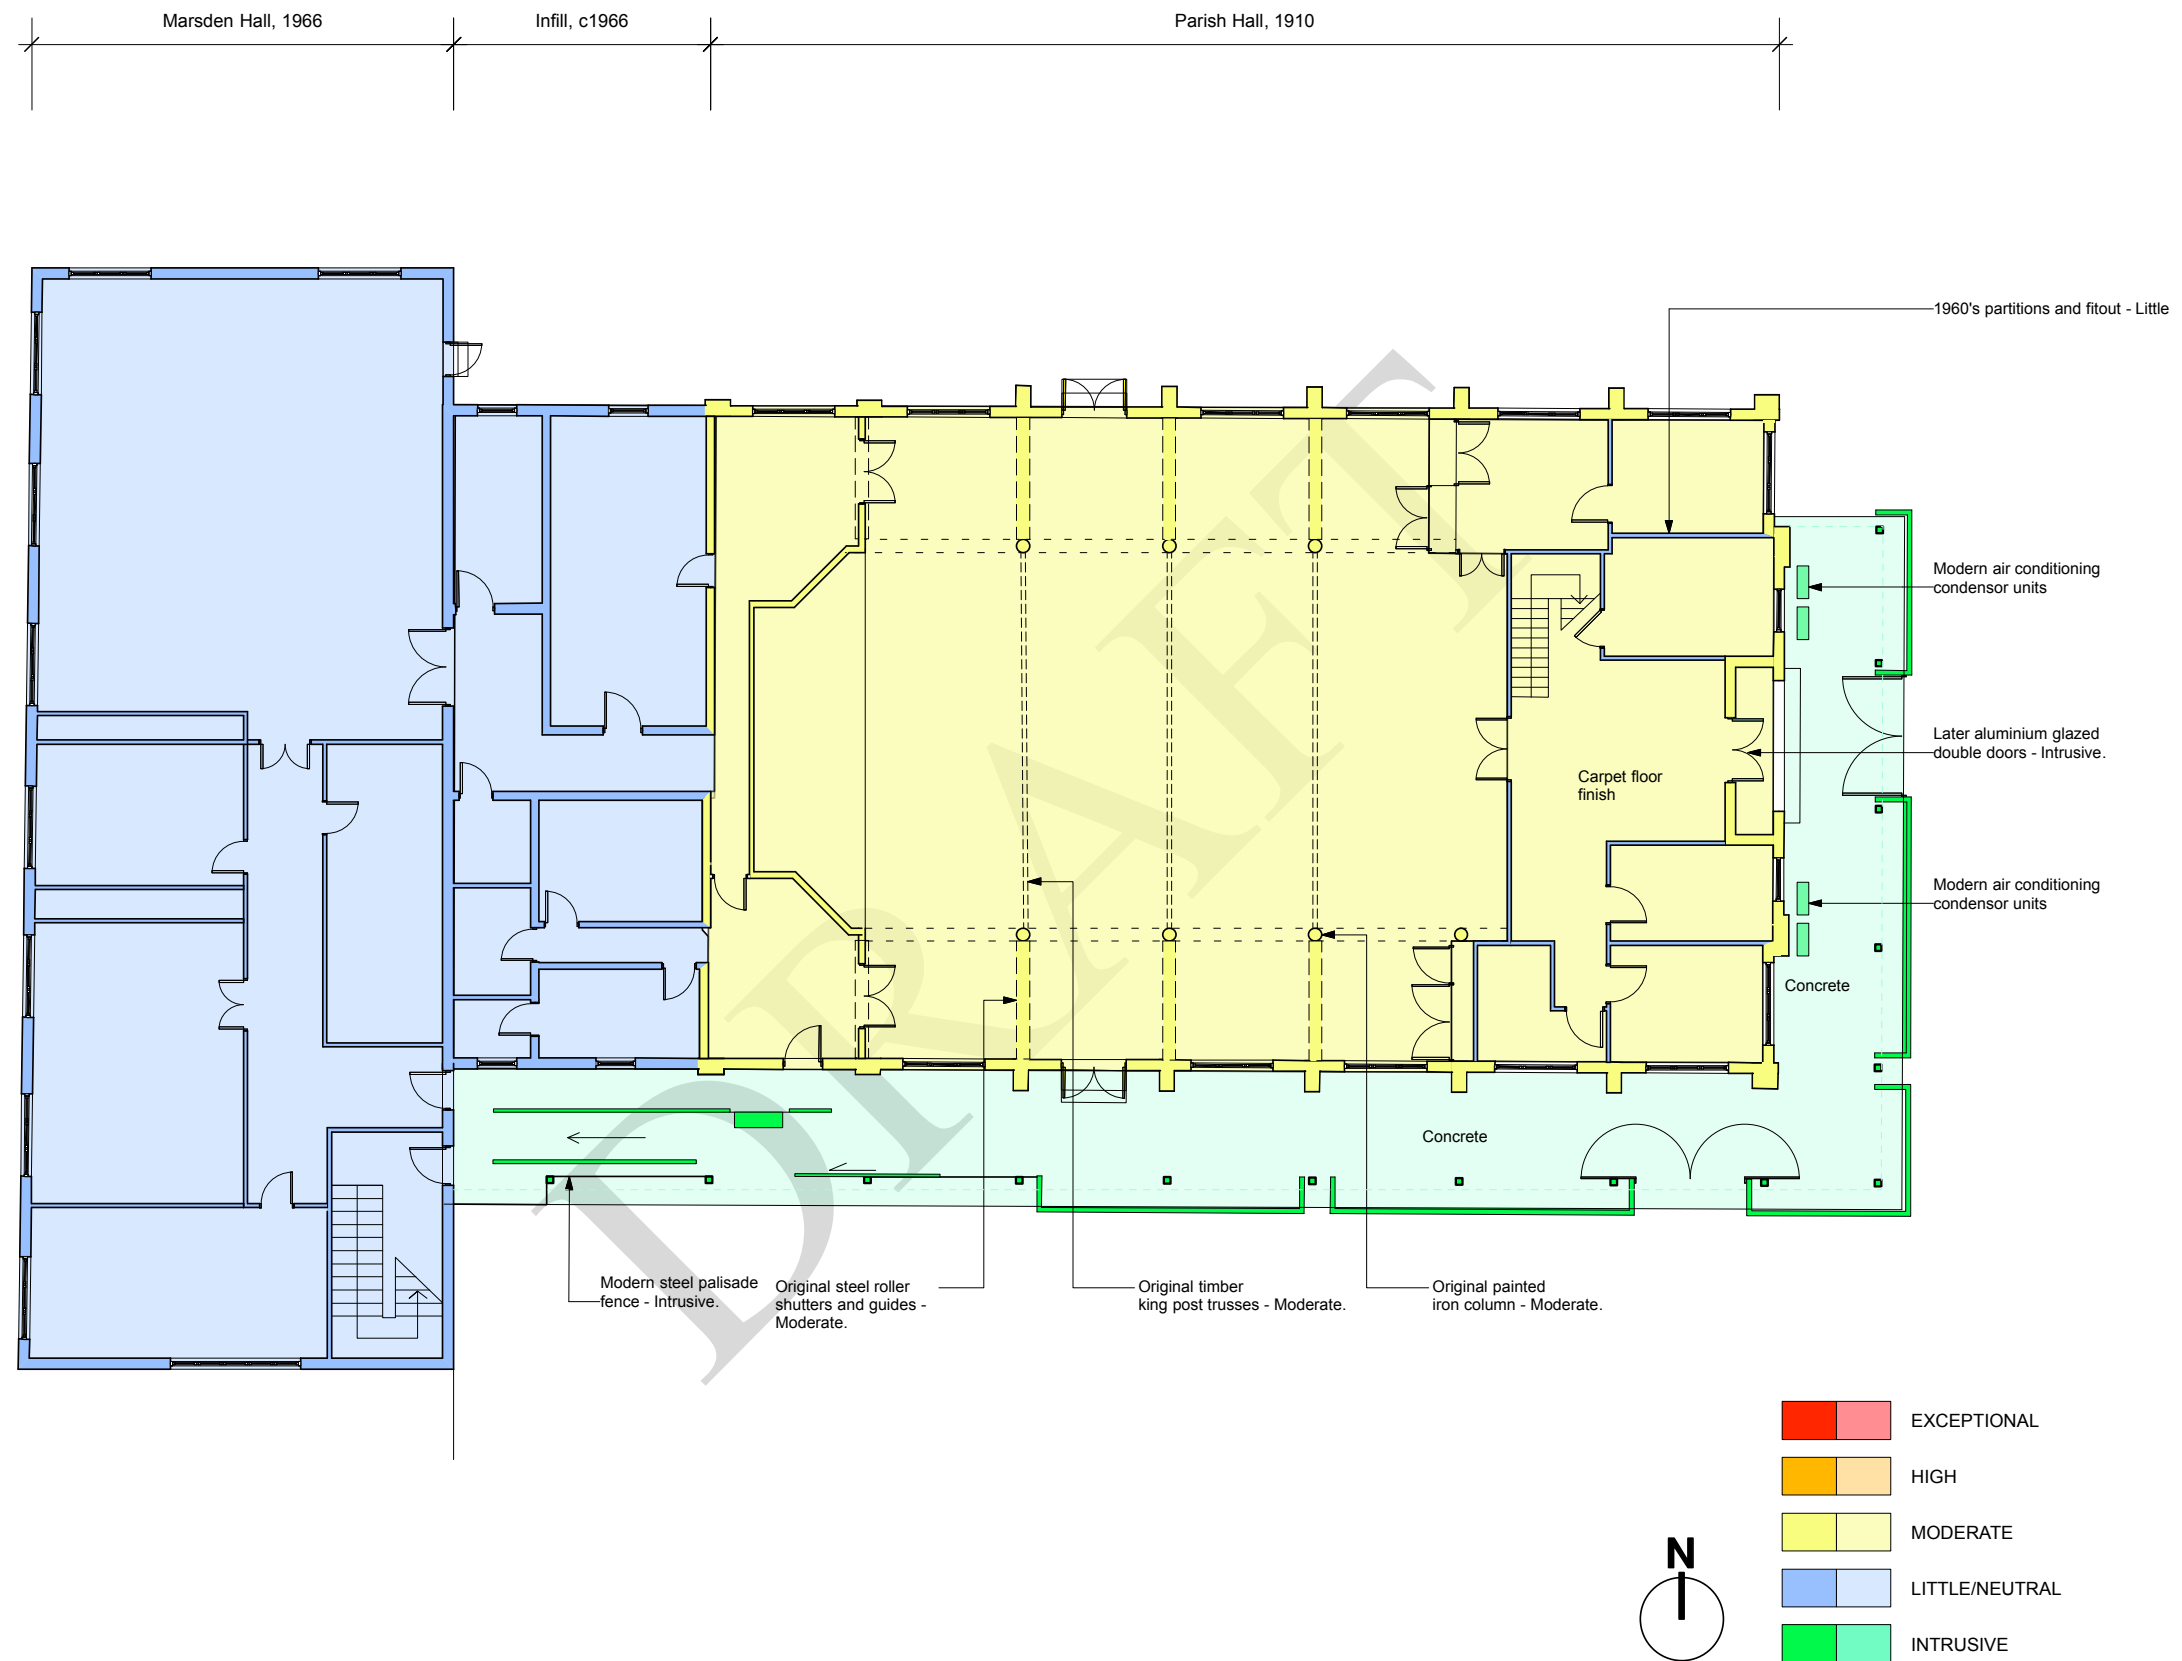 Marsden Hall, 1966
Infill, c1966
Parish Hall, 1910
1960's partitions and fitout - Little
Modern air conditioning
condensor units
Later aluminium glazed
double doors - Intrusive.
Carpet floor
finish
Modern air conditioning
condensor units
Concrete
Concrete
Modern steel palisade
fence - Intrusive.
Original steel roller
shutters and guides -
Moderate.
Original timber
king post trusses - Moderate.
Original painted
iron column - Moderate.
DRAFT
EXCEPTIONAL
HIGH
MODERATE
LITTLE/NEUTRAL
INTRUSIVE
N